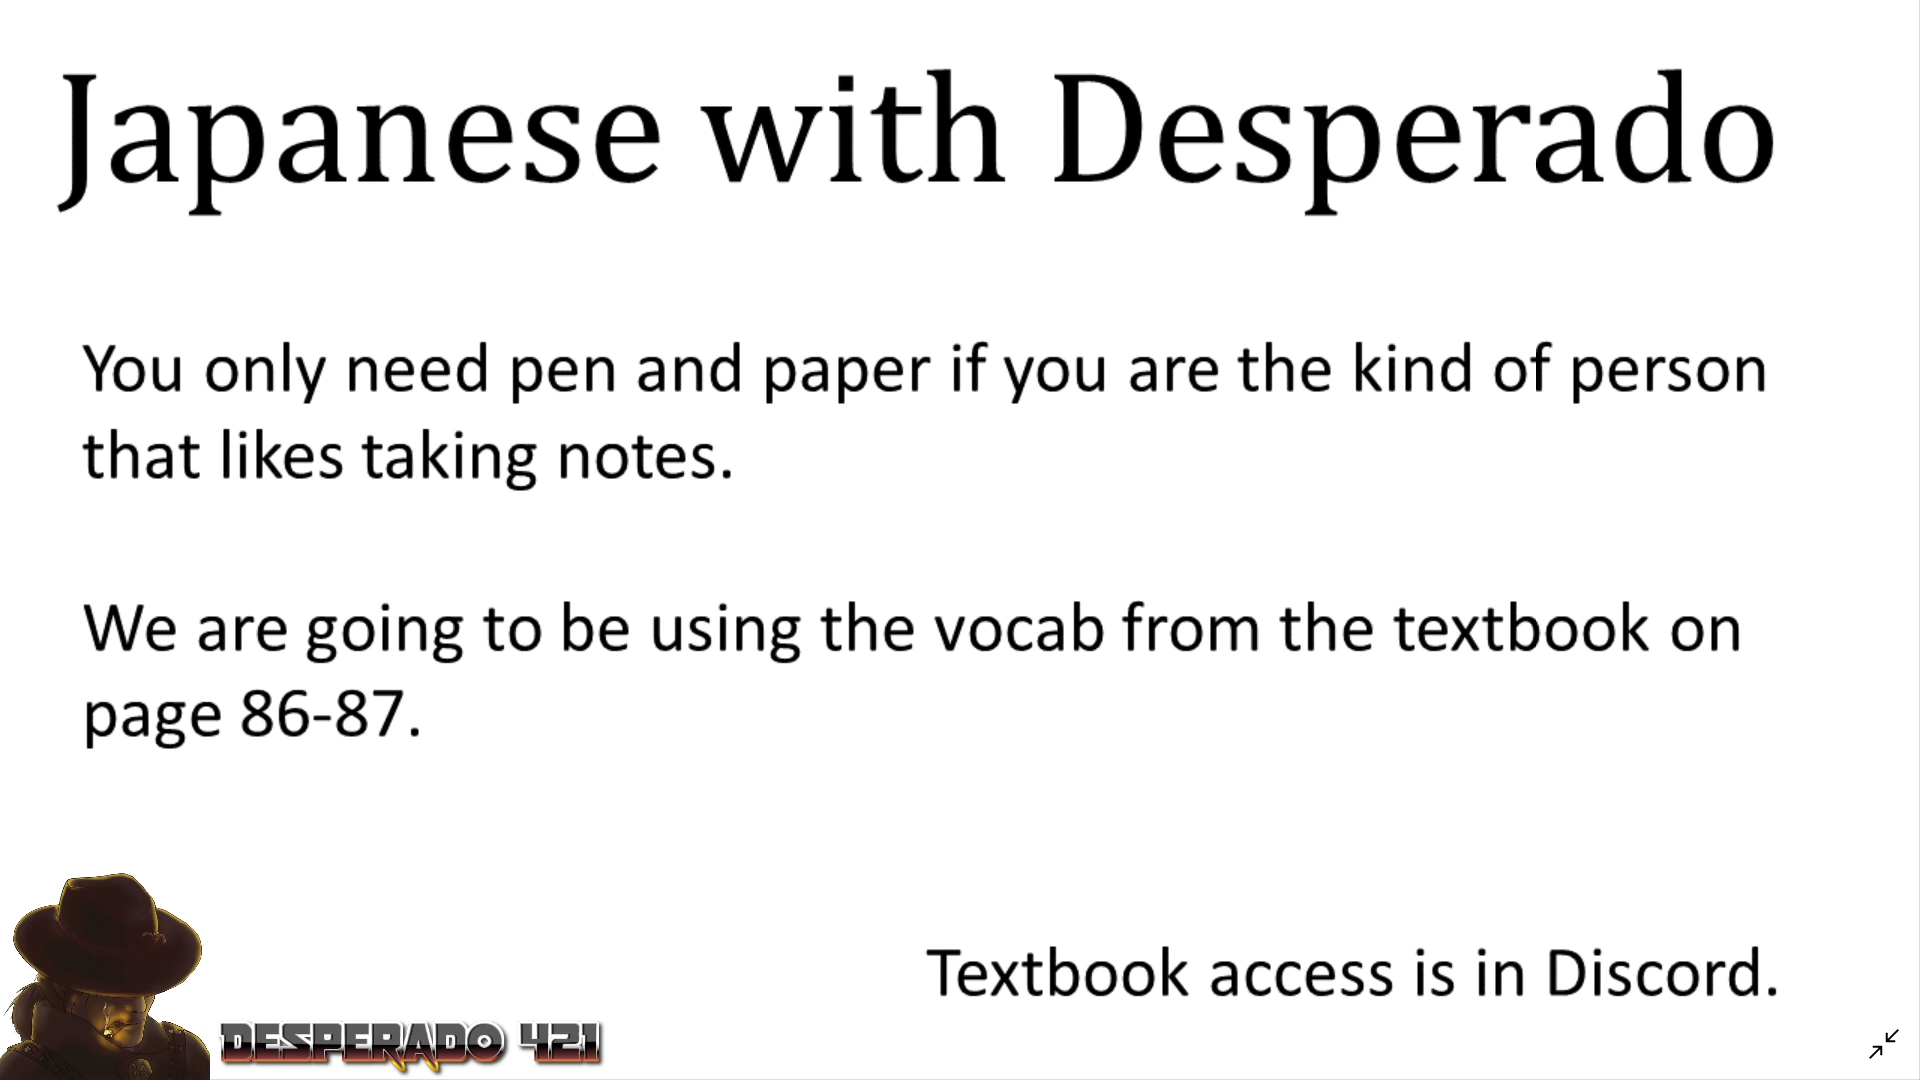 Japanese with Desperado
You only need pen and paper if you are the kind of person
that likes taking notes.
We are going to be using the vocab from the textbook on
page 86-87.
Textbook access is in Discord.
DESPERADO 421